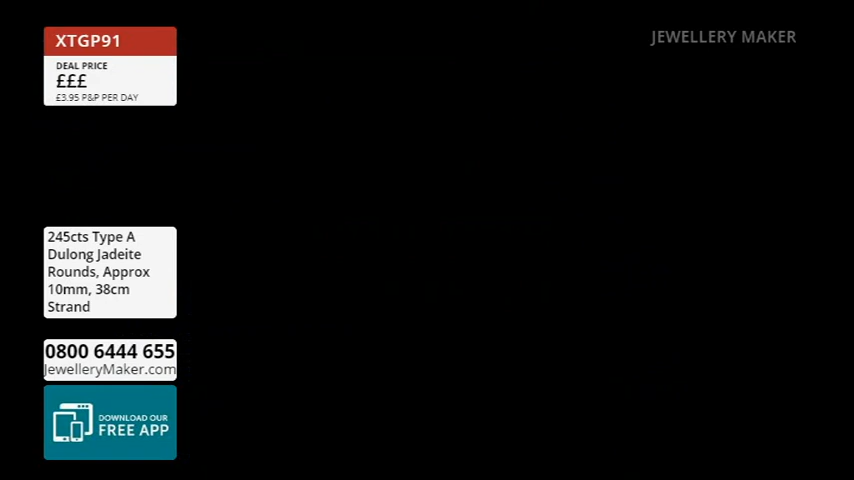 XTGP91
JEWELLERY MAKER
DEAL PRICE
£££
£3.95 P&P PER DAY
245cts Type A
Dulong Jadeite
Rounds, Approx
10mm, 38cm
Strand
0800 6444 655
JewelleryMaker.com
DOWNLOAD OUR
FREE APP